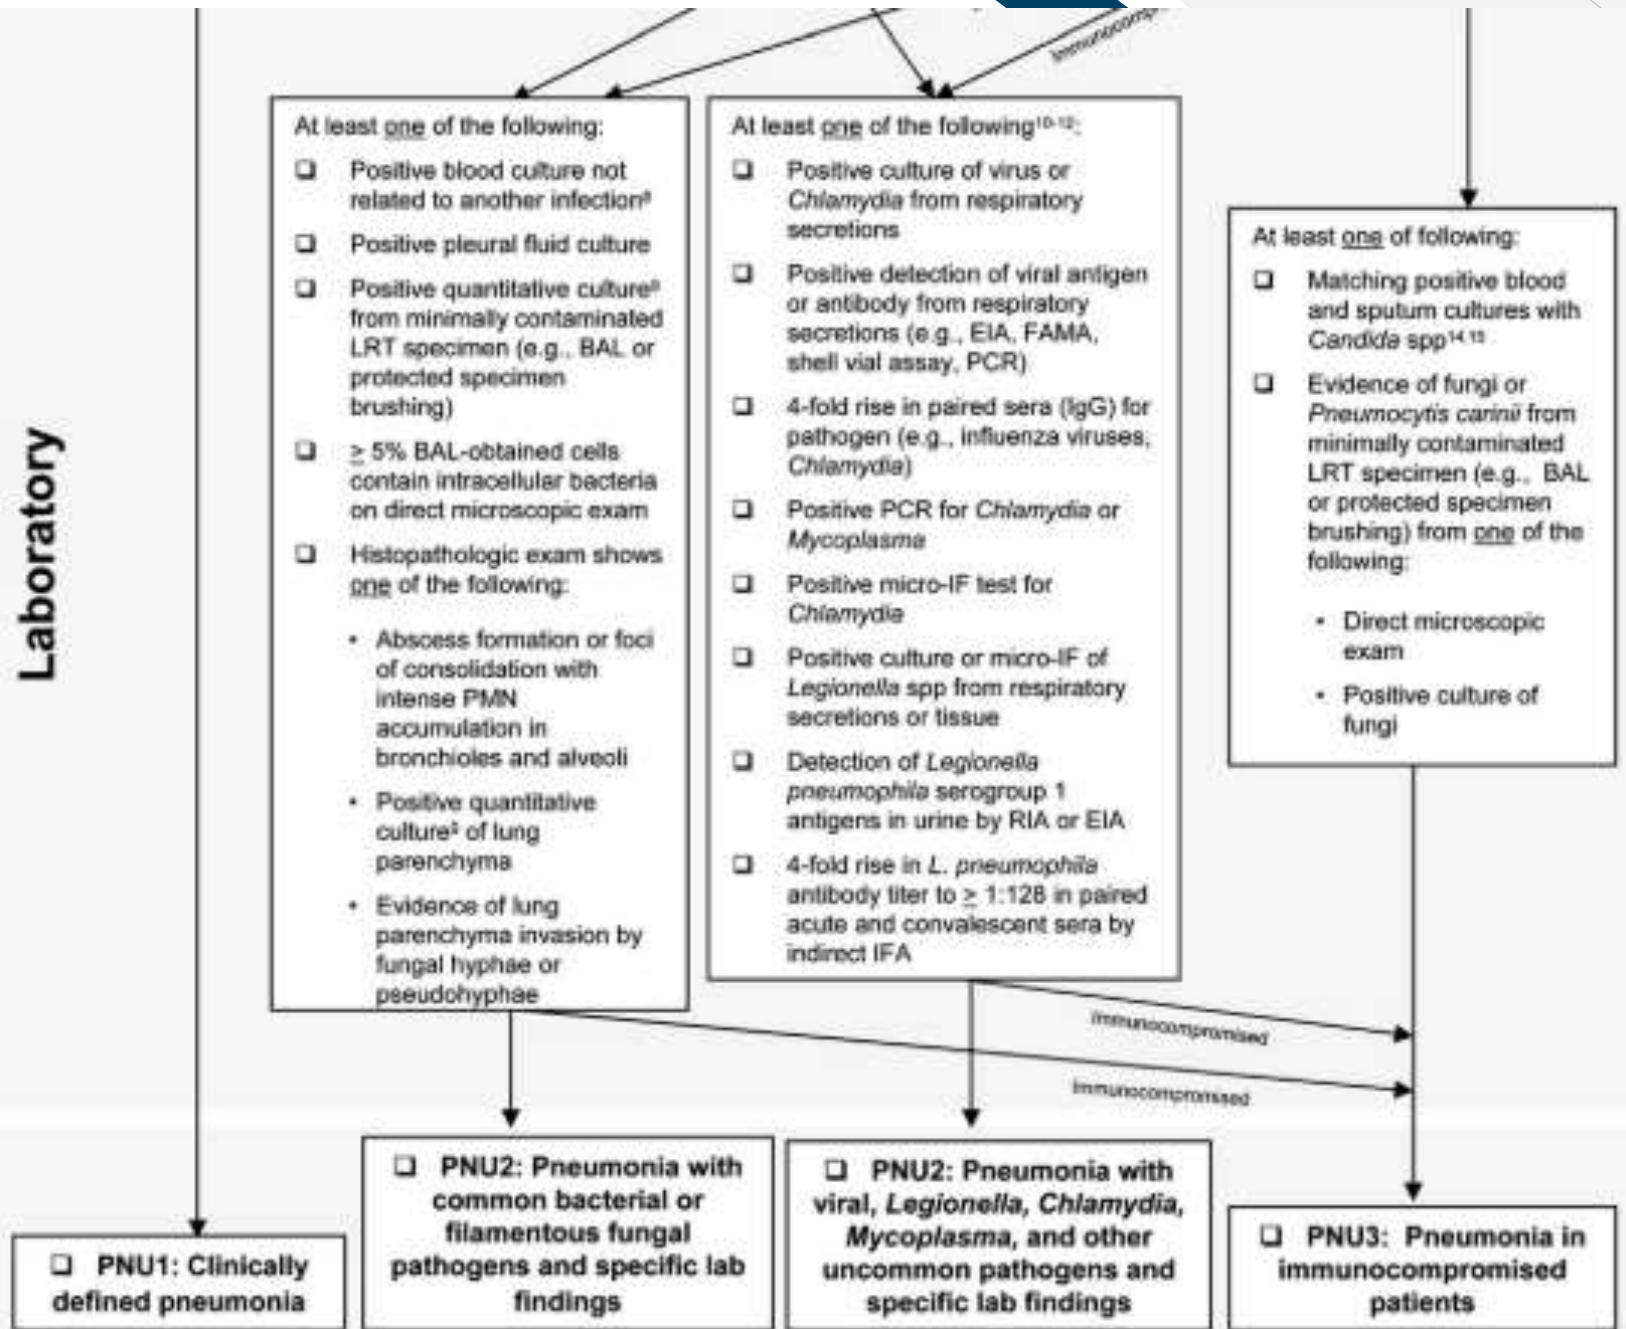 Immunocomp
Laboratory
At least one of the following:
❑ Positive blood culture not
related to another infection⁸
❑ Positive pleural fluid culture
❑ Positive quantitative culture⁹
from minimally contaminated
LRT specimen (e.g., BAL or
protected specimen
brushing)
❑ ≥ 5% BAL-obtained cells
contain intracellular bacteria
on direct microscopic exam
❑ Histopathologic exam shows
one of the following:
• Abscess formation or foci
of consolidation with
intense PMN
accumulation in
bronchioles and alveoli
• Positive quantitative
culture of lung
parenchyma
• Evidence of lung
parenchyma invasion by
fungal hyphae or
pseudohyphae
At least one of the following¹⁰⁻¹²:
❑ Positive culture of virus or
Chlamydia from respiratory
secretions
❑ Positive detection of viral antigen
or antibody from respiratory
secretions (e.g., EIA, FAMA,
shell vial assay, PCR)
❑ 4-fold rise in paired sera (IgG) for
pathogen (e.g., influenza viruses,
Chlamydia)
❑ Positive PCR for Chlamydia or
Mycoplasma
❑ Positive micro-IF test for
Chlamydia
❑ Positive culture or micro-IF of
Legionella spp from respiratory
secretions or tissue
❑ Detection of Legionella
pneumophila serogroup 1
antigens in urine by RIA or EIA
❑ 4-fold rise in L. pneumophila
antibody titer to ≥ 1:128 in paired
acute and convalescent sera by
indirect IFA
At least one of following:
❑ Matching positive blood
and sputum cultures with
Candida spp¹⁴,¹⁵
❑ Evidence of fungi or
Pneumocytis carinii from
minimally contaminated
LRT specimen (e.g., BAL
or protected specimen
brushing) from one of the
following:
• Direct microscopic
exam
• Positive culture of
fungi
Immunocompromised
Immunocompromised
❑ PNU1: Clinically
defined pneumonia
❑ PNU2: Pneumonia with
common bacterial or
filamentous fungal
pathogens and specific lab
findings
❑ PNU2: Pneumonia with
viral, Legionella, Chlamydia,
Mycoplasma, and other
uncommon pathogens and
specific lab findings
❑ PNU3: Pneumonia in
immunocompromised
patients